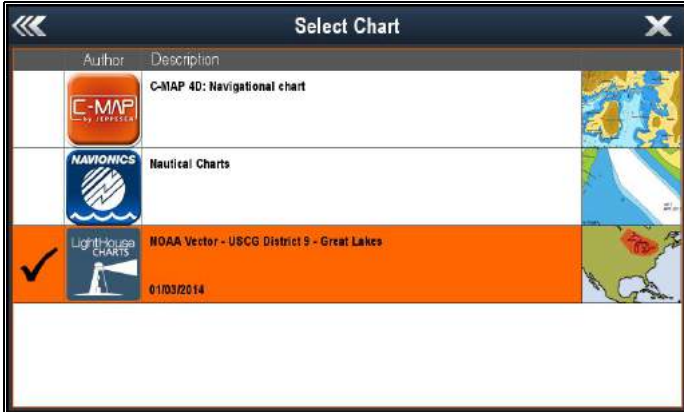 Select Chart
Author Description
C-MAP
by JEPPESEN
C-MAP 4D: Navigational chart
NAVIONICS
Nautical Charts
LightHouse
CHARTS
NOAA Vector - USCG District 9 - Great Lakes
01/03/2014